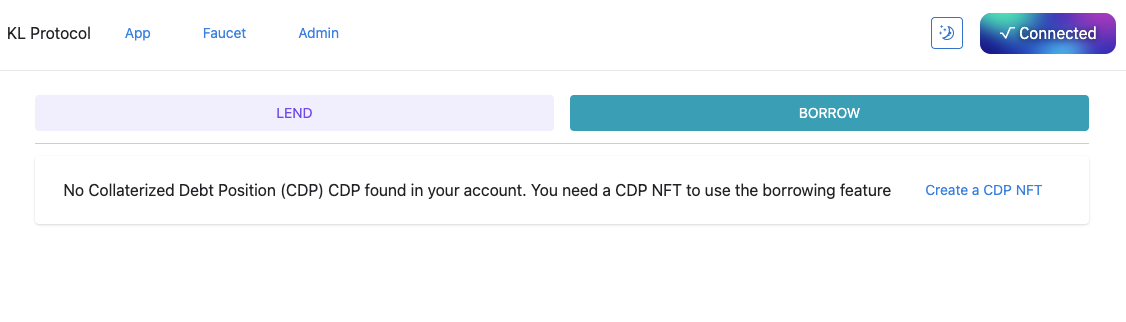 KL Protocol App Faucet Admin √ Connected
LEND BORROW
No Collaterized Debt Position (CDP) CDP found in your account. You need a CDP NFT to use the borrowing feature Create a CDP NFT